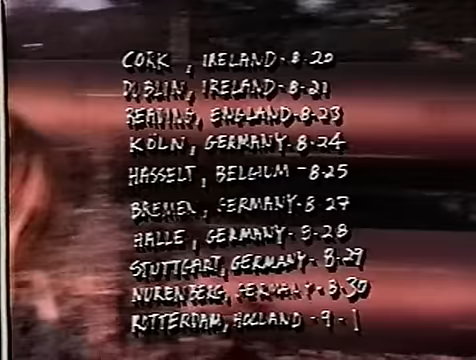 CORK, IRELAND - 8-20
DUBLIN, IRELAND - 8-21
READING, ENGLAND - 8-23
KÖLN, GERMANY - 8-24
HASSELT, BELGIUM - 8-25
BREMEN, GERMANY - 8 27
HALLE, GERMANY - 8-28
STUTTGART, GERMANY - 8-29
NURENBERG, GERMANY - 8-30
ROTTERDAM, HOLLAND - 9 - 1